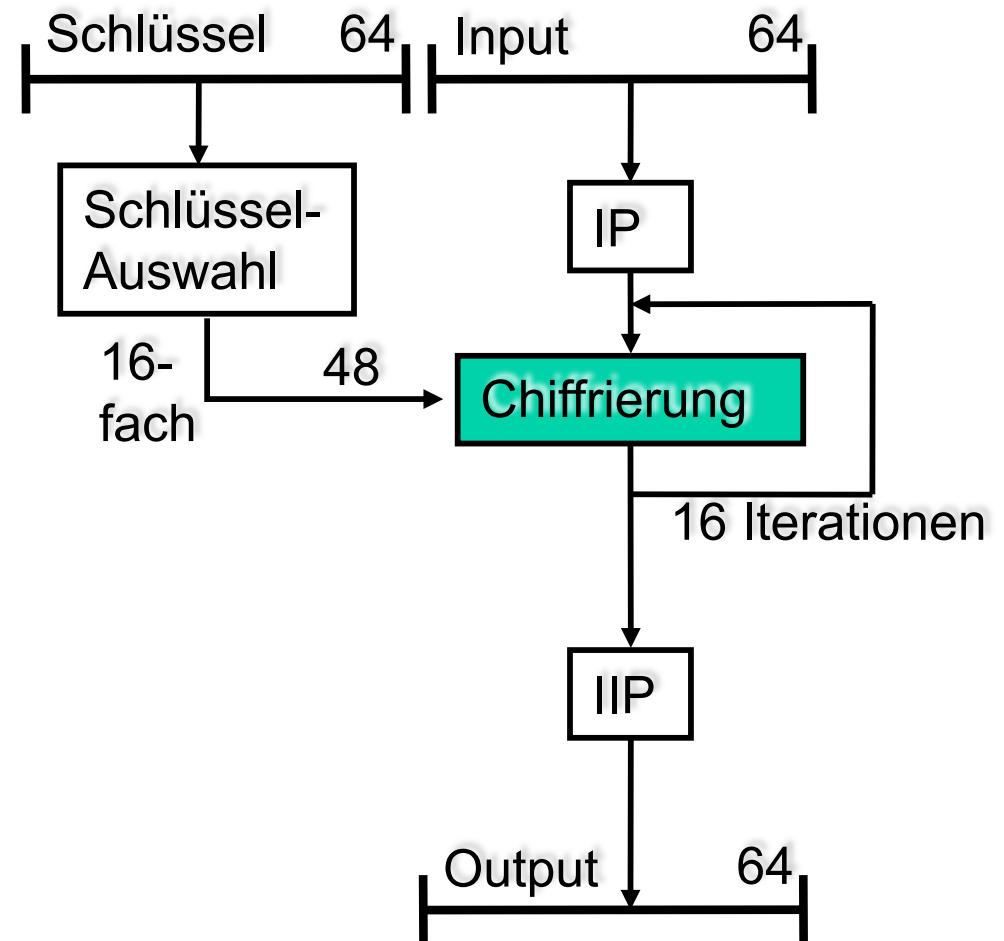 Schlüssel 64
Input 64
Schlüssel-
Auswahl
IP
16-
fach
48
Chiffrierung
16 Iterationen
IIP
Output 64